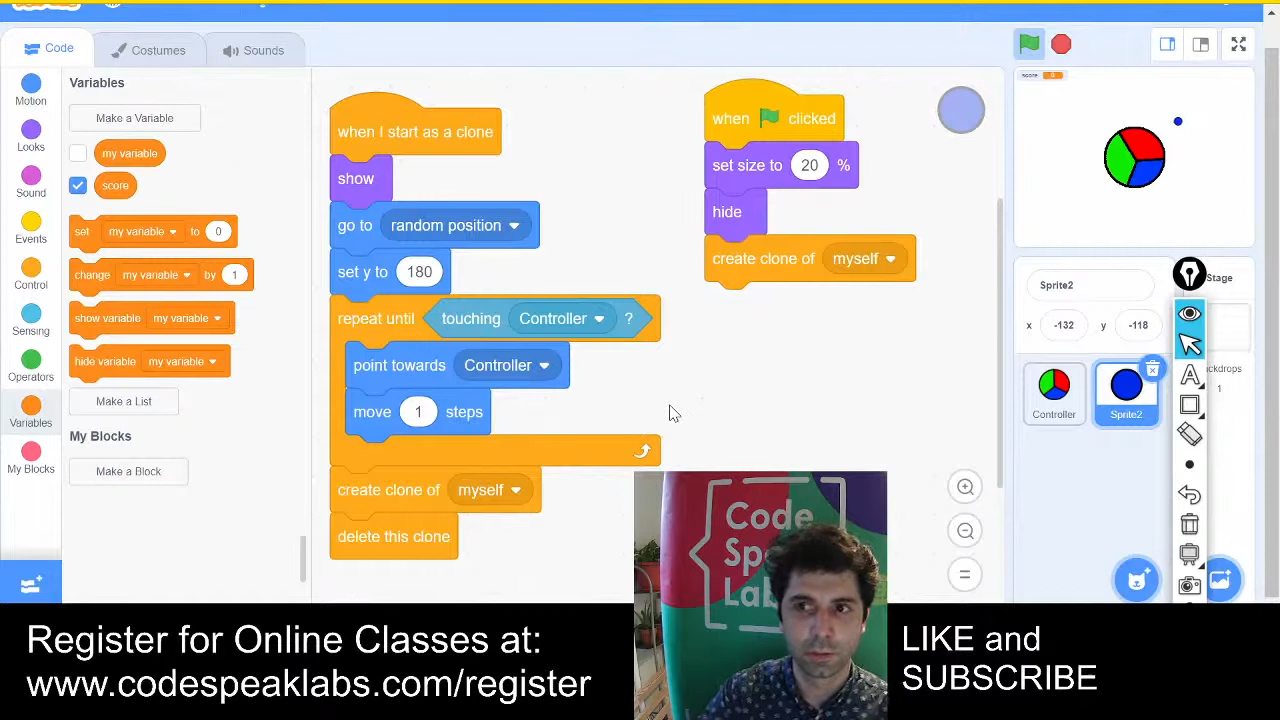 Code
Costumes
Sounds
Motion
Looks
Sound
Events
Control
Sensing
Operators
Variables
My Blocks
Variables
Make a Variable
my variable
score
set my variable to 0
change my variable by 1
show variable my variable
hide variable my variable
Make a List
My Blocks
Make a Block
when I start as a clone
show
go to random position
set y to 180
repeat until touching Controller ?
point towards Controller
move 1 steps
create clone of myself
delete this clone
when clicked
set size to 20 %
hide
create clone of myself
score
Sprite2
Stage
x -132 y -118
Controller
Sprite2
1
A
Code
Register for Online Classes at:
www.codespeaklabs.com/register
LIKE and
SUBSCRIBE